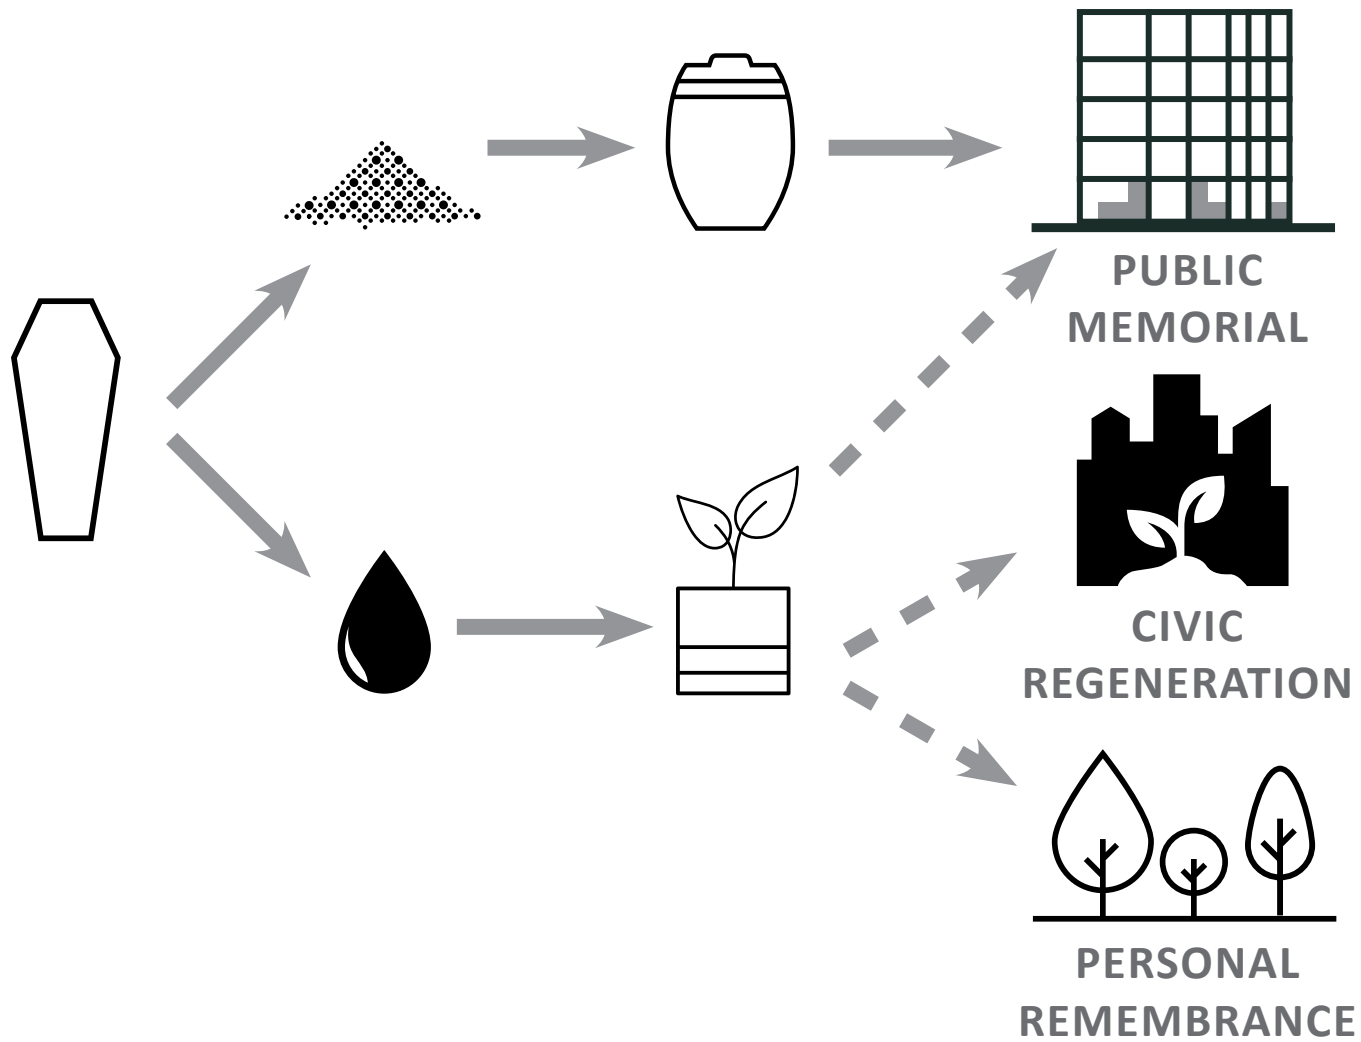 PUBLIC
MEMORIAL
CIVIC
REGENERATION
PERSONAL
REMEMBRANCE